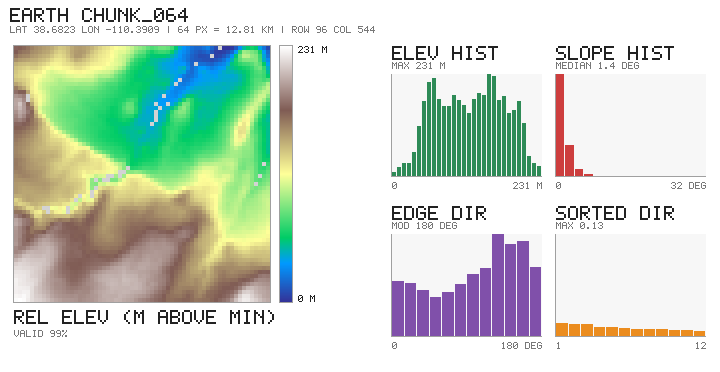 EARTH CHUNK_064
LAT 38.6823 LON -110.3909 | 64 PX = 12.81 KM | ROW 96 COL 544
231 M
0 M
REL ELEV (M ABOVE MIN)
VALID 99%
ELEV HIST
MAX 231 M
0 231 M
SLOPE HIST
MEDIAN 1.4 DEG
0 32 DEG
EDGE DIR
MOD 180 DEG
0 180 DEG
SORTED DIR
MAX 0.13
1 12